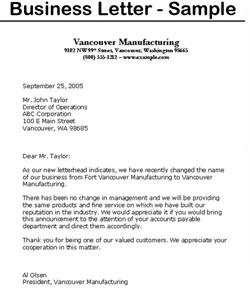 Business Letter - Sample
Vancouver Manufacturing
9102 NW 99th Street, Vancouver, Washington 98665
(800) 555-1212 – www.homesite.com
September 25, 2005
Mr. John Taylor
Director of Operations
ABC Corporation
100 E Main Street
Vancouver, WA 98685
Dear Mr. Taylor:
As our new letterhead indicates, we have recently changed the name
of our business from Fort Vancouver Manufacturing to Vancouver
Manufacturing.
There has been no change in management and we will be providing
the same products and fine service on which we have built our
reputation in the industry. We would appreciate it if you would bring
this announcement to the attention of your accounts payable
department and direct them accordingly.
Thank you for being one of our valued customers. We appreciate your
cooperation in this matter.
Al Olsen
President, Vancouver Manufacturing